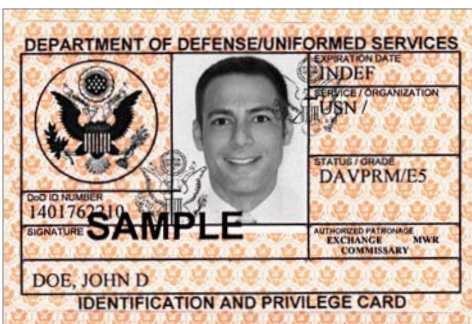 DEPARTMENT OF DEFENSE/UNIFORMED SERVICES
EXPIRATION DATE
INDEF
SERVICE / ORGANIZATION
USN /
STATUS / GRADE
DAVPRM/E5
DoD ID NUMBER
1401762310
SIGNATURE
SAMPLE
AUTHORIZED PATRONAGE
EXCHANGE MWR
COMMISSARY
DOE, JOHN D
IDENTIFICATION AND PRIVILEGE CARD